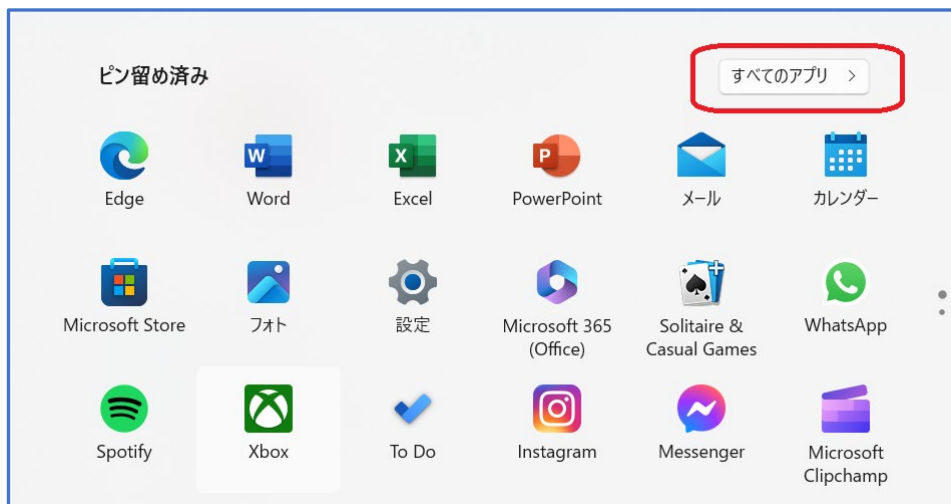 ピン留め済み
すべてのアプリ >
Edge
Word
Excel
PowerPoint
メール
カレンダー
Microsoft Store
フォト
設定
Microsoft 365
(Office)
Solitaire &
Casual Games
WhatsApp
Spotify
Xbox
To Do
Instagram
Messenger
Microsoft
Clipchamp